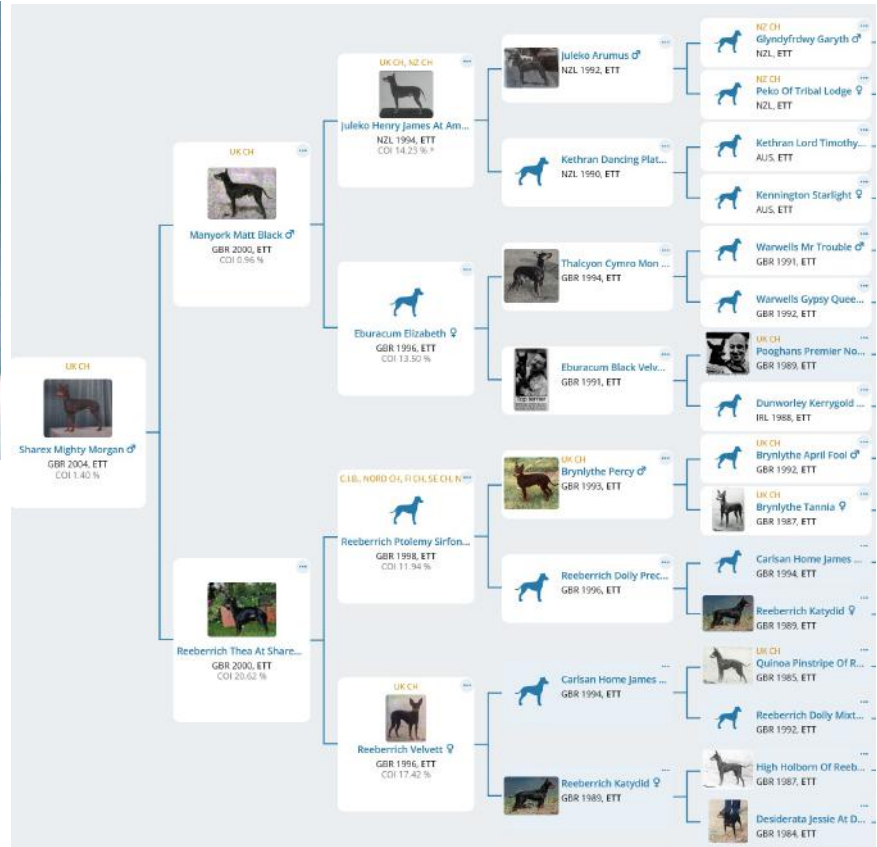 UK CH
Sharex Mighty Morgan ♂
GBR 2004, ETT
COI 1.40 %
UK CH
Manyork Matt Black ♂
GBR 2000, ETT
COI 0.96 %
Reeberrich Thea At Share...
GBR 2000, ETT
COI 20.62 %
UK CH, NZ CH
Juleko Henry James At Am...
NZL 1994, ETT
COI 14.23 % *
Eburacum Elizabeth ♀
GBR 1996, ETT
COI 13.50 %
C.I.B., NORD CH, FI CH, SE CH, N
Reeberrich Ptolemy Sirfon...
GBR 1998, ETT
COI 11.94 %
UK CH
Reeberrich Velvett ♀
GBR 1996, ETT
COI 17.42 %
Juleko Arumus ♂
NZL 1992, ETT
Kethran Dancing Plat...
NZL 1990, ETT
Thalcyon Cymro Mon ...
GBR 1994, ETT
Top terrier
Eburacum Black Velv...
GBR 1991, ETT
UK CH
Brynlythe Percy ♂
GBR 1993, ETT
Reeberrich Dolly Prec...
GBR 1996, ETT
Carlsan Home James ...
GBR 1994, ETT
Reeberrich Katydid ♀
GBR 1989, ETT
NZ CH
Glyndyfrdwy Garyth ♂
NZL, ETT
NZ CH
Peko Of Tribal Lodge ♀
NZL, ETT
Kethran Lord Timothy...
AUS, ETT
Kennington Starlight ♀
AUS, ETT
Warwells Mr Trouble ♂
GBR 1991, ETT
Warwells Gypsy Quee...
GBR 1992, ETT
UK CH
Pooghans Premier No...
GBR 1989, ETT
Dunworley Kerrygold ...
IRL 1988, ETT
UK CH
Brynlythe April Fool ♂
GBR 1992, ETT
UK CH
Brynlythe Tannia ♀
GBR 1987, ETT
Carlsan Home James ...
GBR 1994, ETT
Reeberrich Katydid ♀
GBR 1989, ETT
UK CH
Quinoa Pinstripe Of R...
GBR 1985, ETT
Reeberrich Dolly Mixt...
GBR 1992, ETT
High Holborn Of Reeb...
GBR 1987, ETT
Desiderata Jessie At D...
GBR 1984, ETT